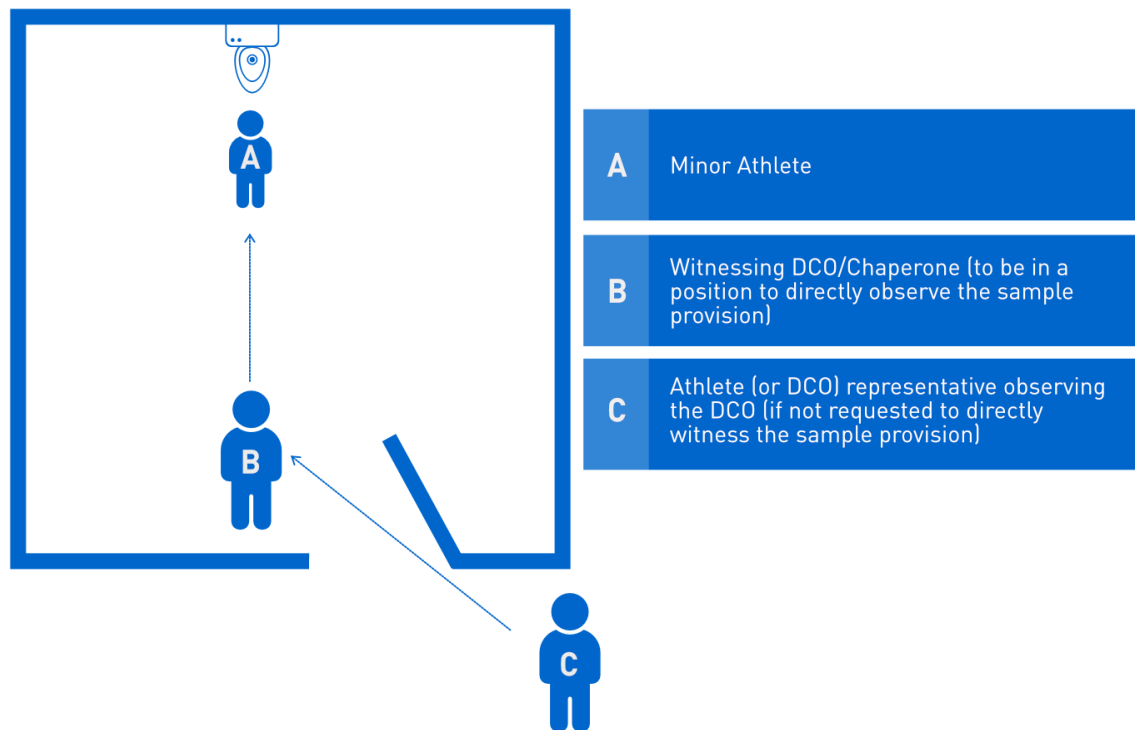 A
B
C
A
Minor Athlete
B
Witnessing DCO/Chaperone (to be in a
position to directly observe the sample
provision)
C
Athlete (or DCO) representative observing
the DCO (if not requested to directly
witness the sample provision)